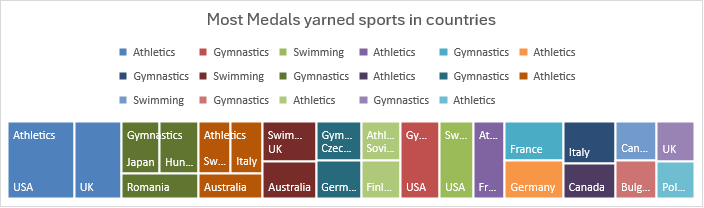 Most Medals yarned sports in countries
Athletics Gymnastics Swimming Athletics Gymnastics Athletics
Gymnastics Swimming Gymnastics Athletics Gymnastics Athletics
Swimming Gymnastics Athletics Gymnastics Athletics
Athletics
USA
UK
Gymnastics
Japan
Hun...
Romania
Athletics
Sw...
Italy
Australia
Swim...
UK
Australia
Gym...
Czec...
Germ...
Athl...
Sovi...
Finl...
Gy...
USA
Sw...
USA
At...
Fr...
France
Germany
Italy
Canada
Can...
Bulg...
UK
Pol...